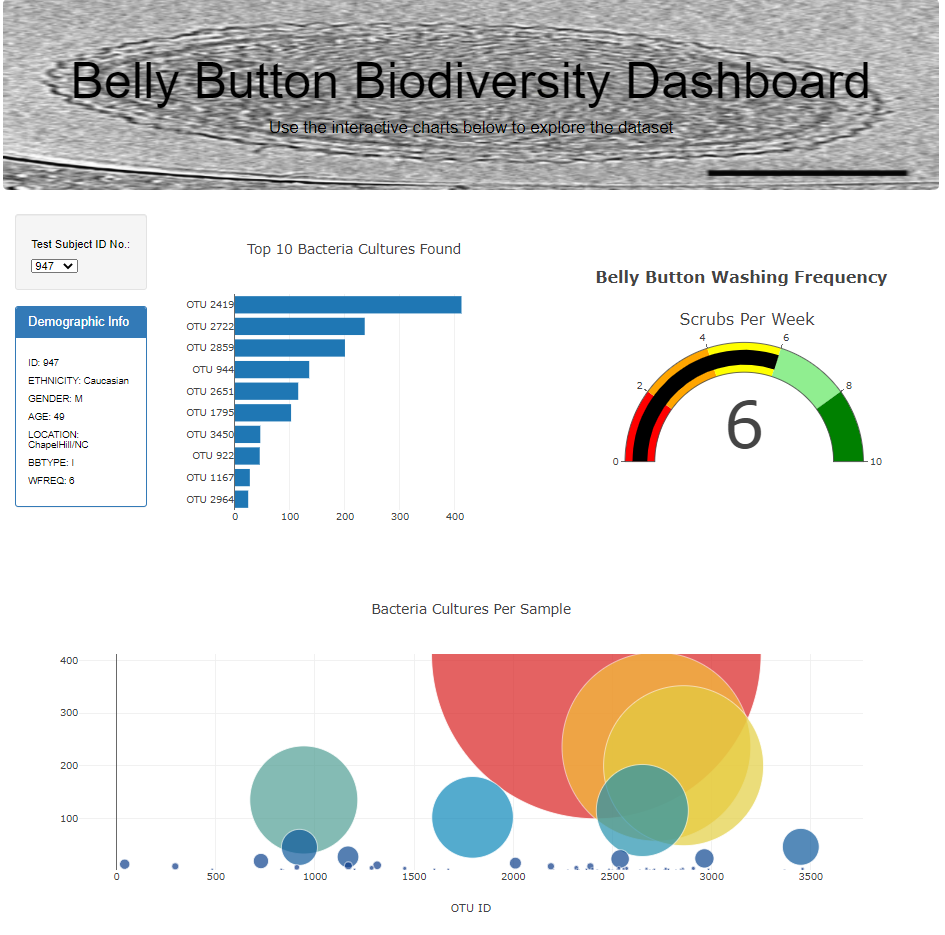 Belly Button Biodiversity Dashboard
Use the interactive charts below to explore the dataset
Test Subject ID No.:
947
Demographic Info
ID: 947
ETHNICITY: Caucasian
GENDER: M
AGE: 49
LOCATION:
ChapelHill/NC
BBTYPE: I
WFREQ: 6
Top 10 Bacteria Cultures Found
OTU 2419
OTU 2722
OTU 2859
OTU 944
OTU 2651
OTU 1795
OTU 3450
OTU 922
OTU 1167
OTU 2964
0 100 200 300 400
Belly Button Washing Frequency
Scrubs Per Week
0 2 4 6 8 10
6
Bacteria Cultures Per Sample
400
300
200
100
0 500 1000 1500 2000 2500 3000 3500
OTU ID